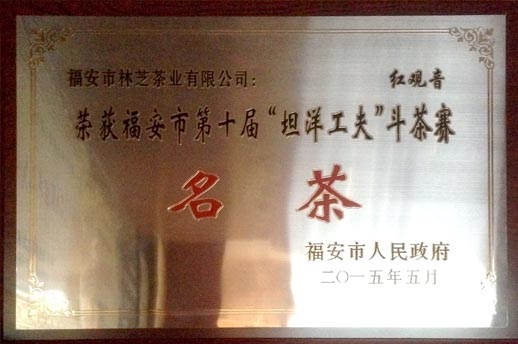 福安市林芝茶业有限公司： 红观音
荣获福安市第十届“坦洋工夫”斗茶赛
名 茶
福安市人民政府
二〇一五年五月